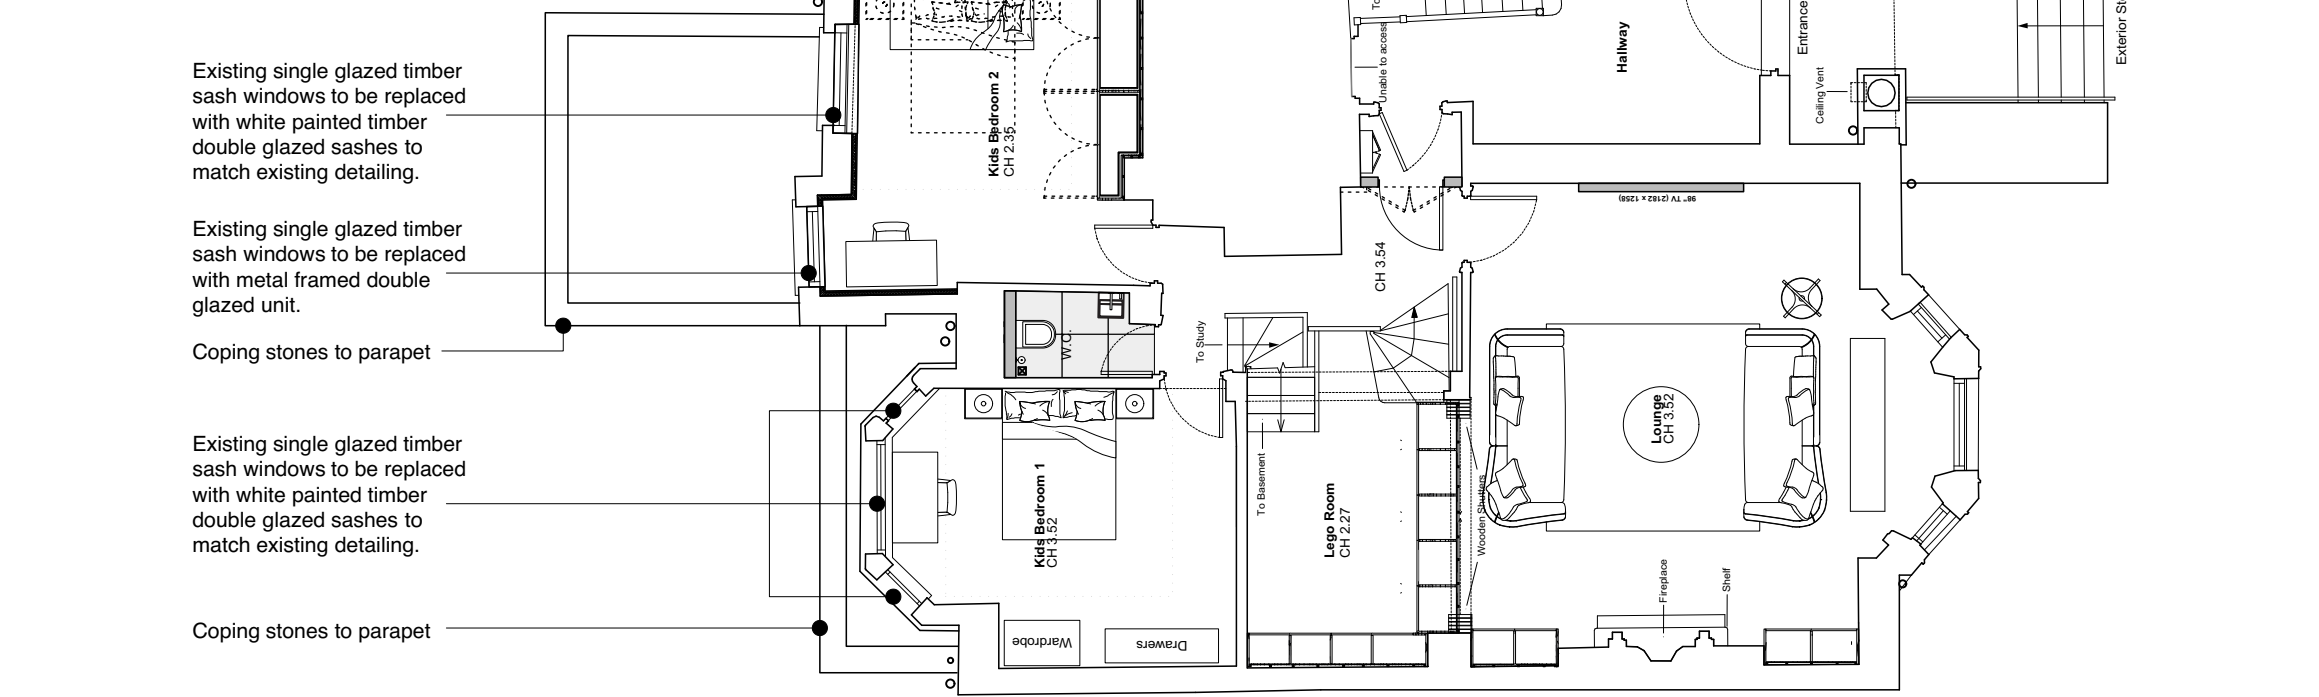 Existing single glazed timber
sash windows to be replaced
with white painted timber
double glazed sashes to
match existing detailing.
Existing single glazed timber
sash windows to be replaced
with metal framed double
glazed unit.
Coping stones to parapet
Existing single glazed timber
sash windows to be replaced
with white painted timber
double glazed sashes to
match existing detailing.
Coping stones to parapet
Kids Bedroom 2
CH 2.35
W.C.
Kids Bedroom 1
CH 3.52
Wardrobe
Drawers
To Study
To Basement
Lego Room
CH 2.27
Wooden Shutters
CH 3.54
To
Unable to access
Hallway
Entrance
Ceiling Vent
Exterior St
98" TV (2182 x 1258)
Lounge
CH 3.52
Fireplace
Shelf